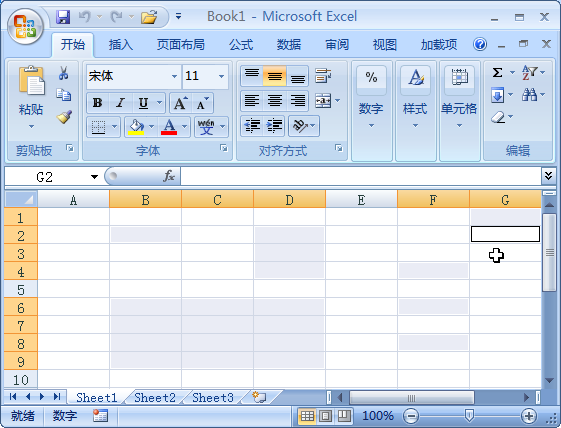 Book1 - Microsoft Excel
开始 插入 页面布局 公式 数据 审阅 视图 加载项
宋体 11
粘贴 B I U A A 数字 样式 单元格
% Σ
A wén 文
剪贴板 字体 对齐方式 编辑
G2 fx
A B C D E F G
1
2
3
4
5
6
7
8
9
10
Sheet1 Sheet2 Sheet3
就绪 数字 100%